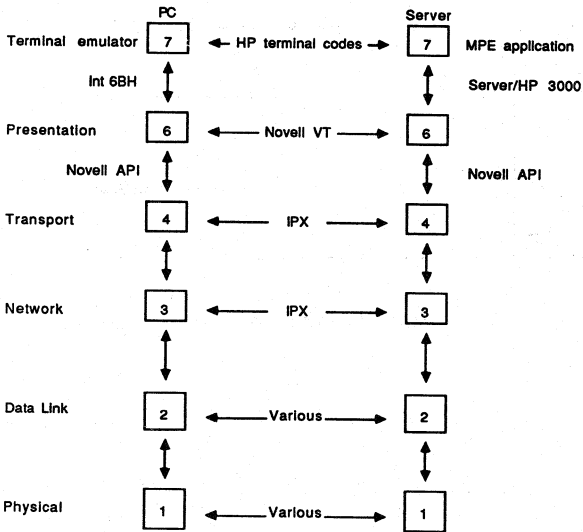 PC Server
Terminal emulator 7 HP terminal codes 7 MPE application
Int 6BH Server/HP 3000
Presentation 6 Novell VT 6
Novell API Novell API
Transport 4 IPX 4
Network 3 IPX 3
Data Link 2 Various 2
Physical 1 Various 1